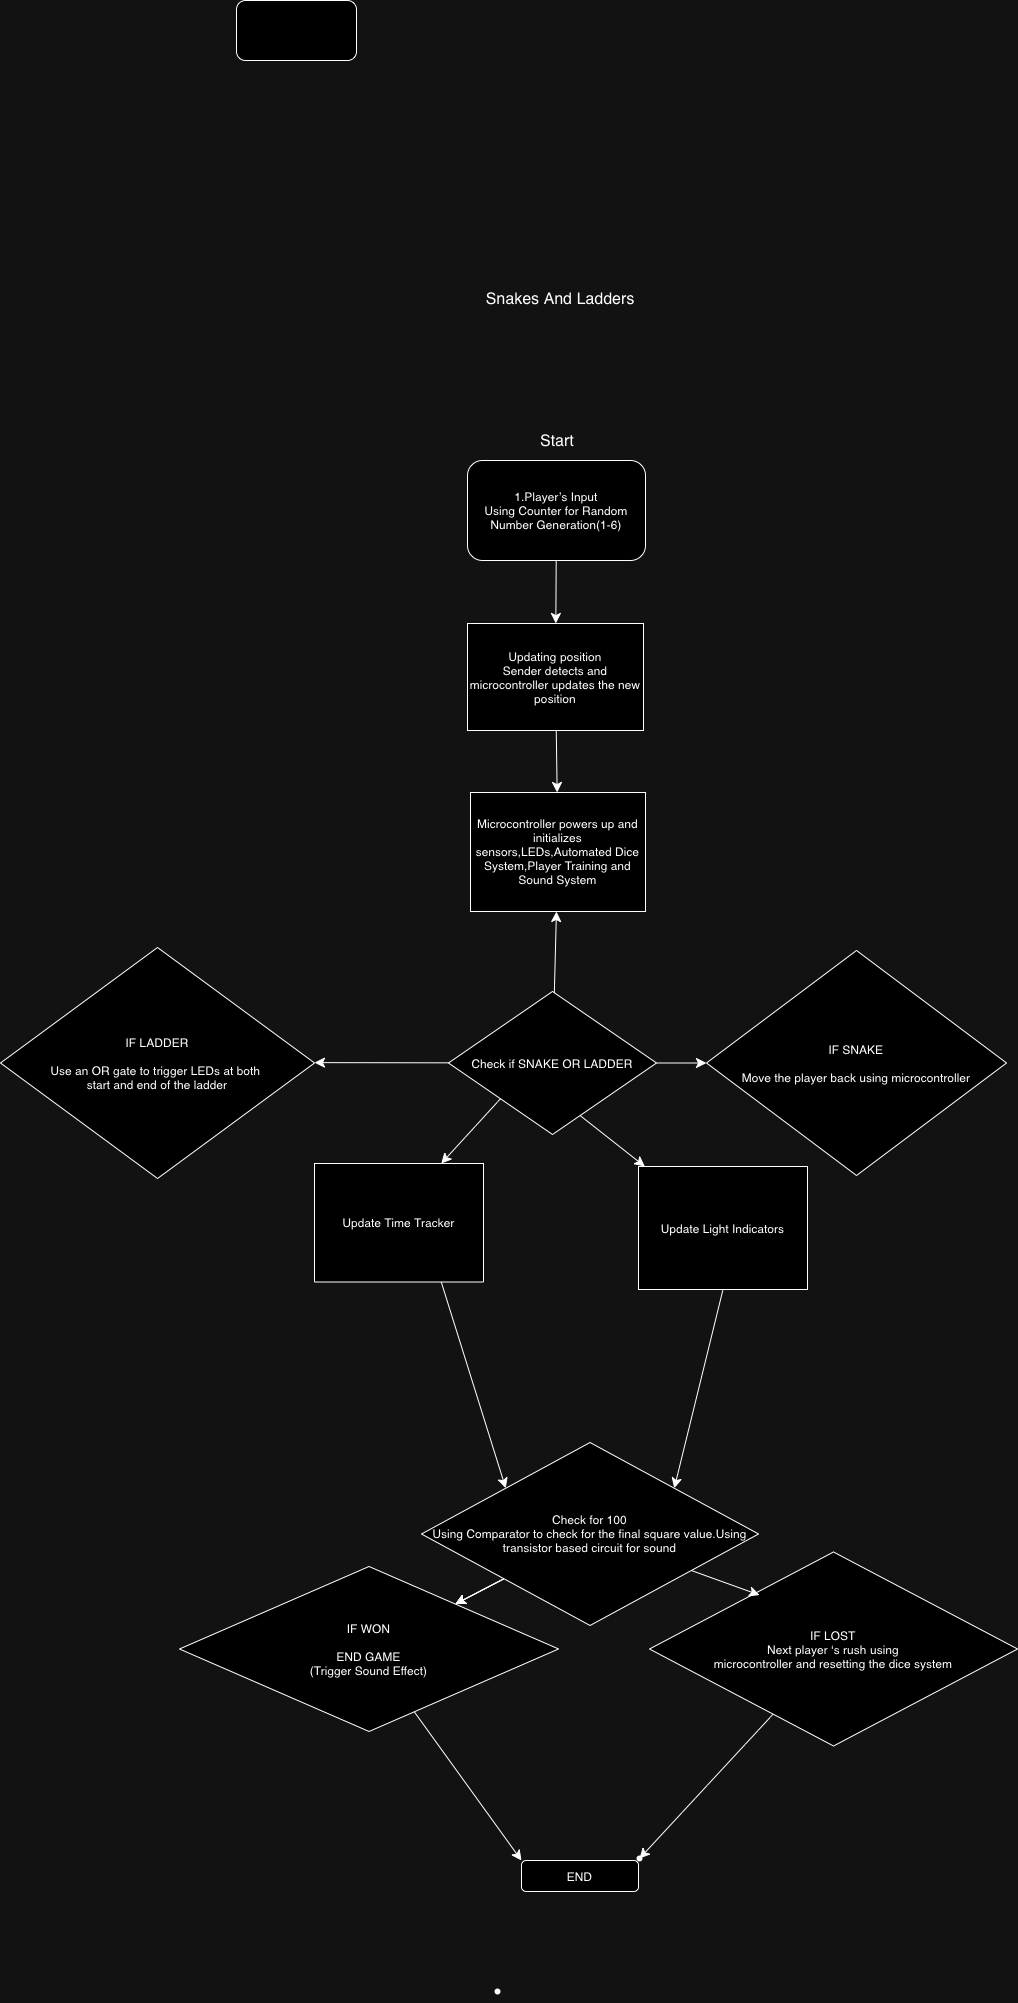 Snakes And Ladders
Start
1.Player's Input
Using Counter for Random
Number Generation(1-6)
Updating position
Sender detects and
microcontroller updates the new
position
Microcontroller powers up and
initializes
sensors,LEDs,Automated Dice
System,Player Training and
Sound System
IF LADDER
Use an OR gate to trigger LEDs at both
start and end of the ladder
Check if SNAKE OR LADDER
IF SNAKE
Move the player back using microcontroller
Update Time Tracker
Update Light Indicators
Check for 100
Using Comparator to check for the final square value.Using
transistor based circuit for sound
IF WON
END GAME
(Trigger Sound Effect)
IF LOST
Next player ‘s rush using
microcontroller and resetting the dice system
END